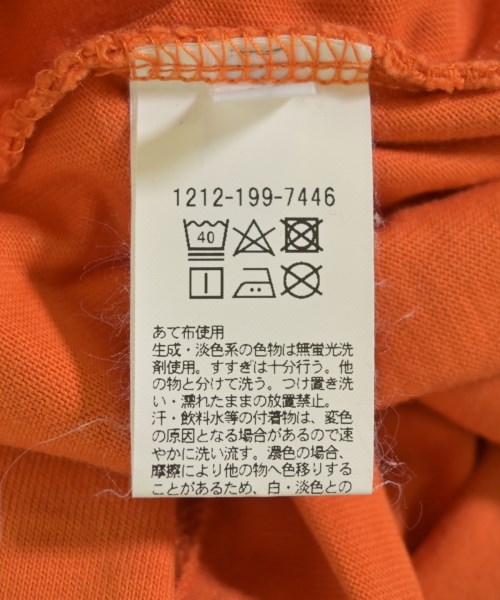 1212-199-7446
40
あて布使用
生成・淡色系の色物は無蛍光洗
剤使用。すすぎは十分行う。他
の物と分けて洗う。つけ置き洗
い・濡れたままの放置禁止。
汗・飲料水等の付着物は、変色
の原因となる場合があるので速
やかに洗い流す。濃色の場合、
摩擦により他の物へ色移りする
ことがあるため、白・淡色との